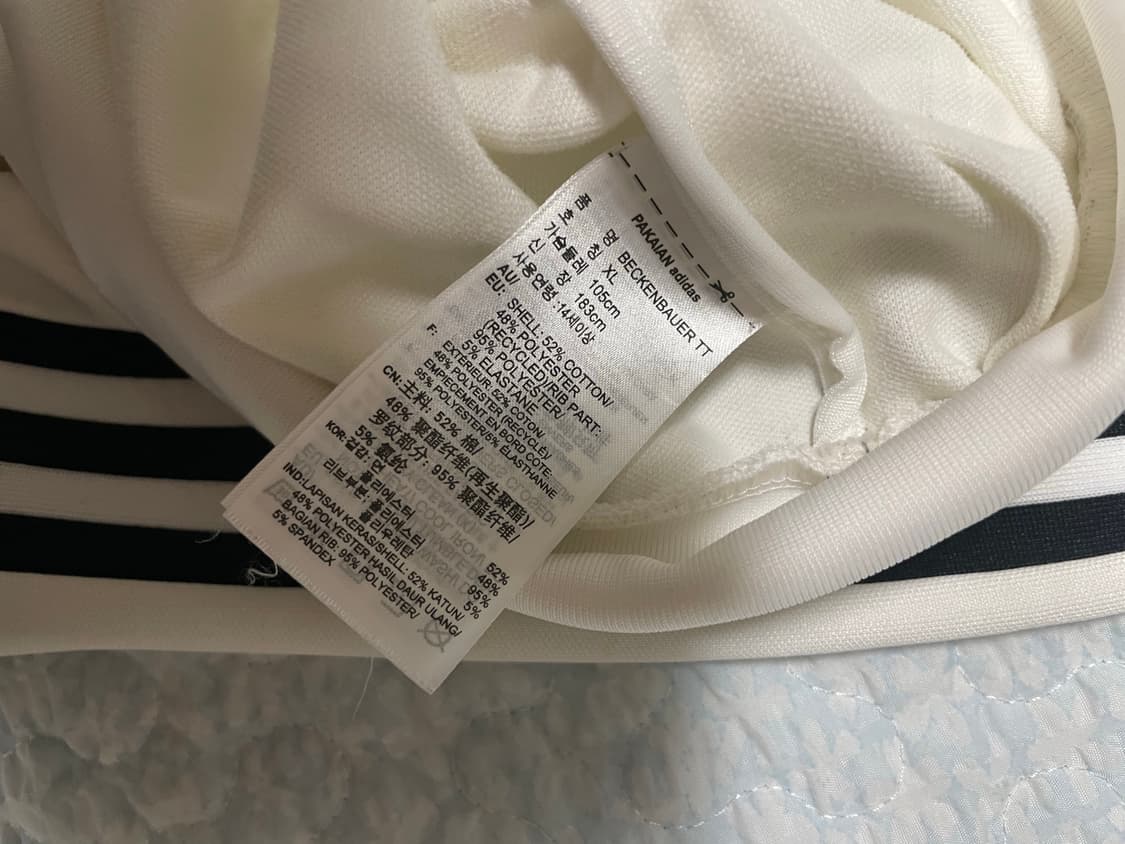 PAKAIAN adidas
품 명 BECKENBAUER TT
호 칭 XL
가슴둘레 105cm
신 장 183cm
사용연령 :14세이상
AU/
EU: SHELL: 52% COTTON/
48% POLYESTER
(RECYCLED)/RIB PART:
95% POLYESTER/
5% ELASTANE
F: EXTÉRIEUR: 52% COTON/
48% POLYESTER (RECYCLÉ)/
EMPIÈCEMENT EN BORD CÔTE:
95% POLYESTER/5% ÉLASTHANNE
CN: 主料: 52% 棉/
48% 聚酯纤维(再生聚酯)/
罗纹部分: 95% 聚酯纤维/
5% 氨纶
KOR: 겉감: 면 52%
폴리에스터 48%
리브부분: 폴리에스터 95%
폴리우레탄 5%
IND:LAPISAN KERAS/SHELL: 52% KATUN/
48% POLYESTER HASIL DAUR ULANG/
BAGIAN RIB: 95% POLYESTER/
5% SPANDEX